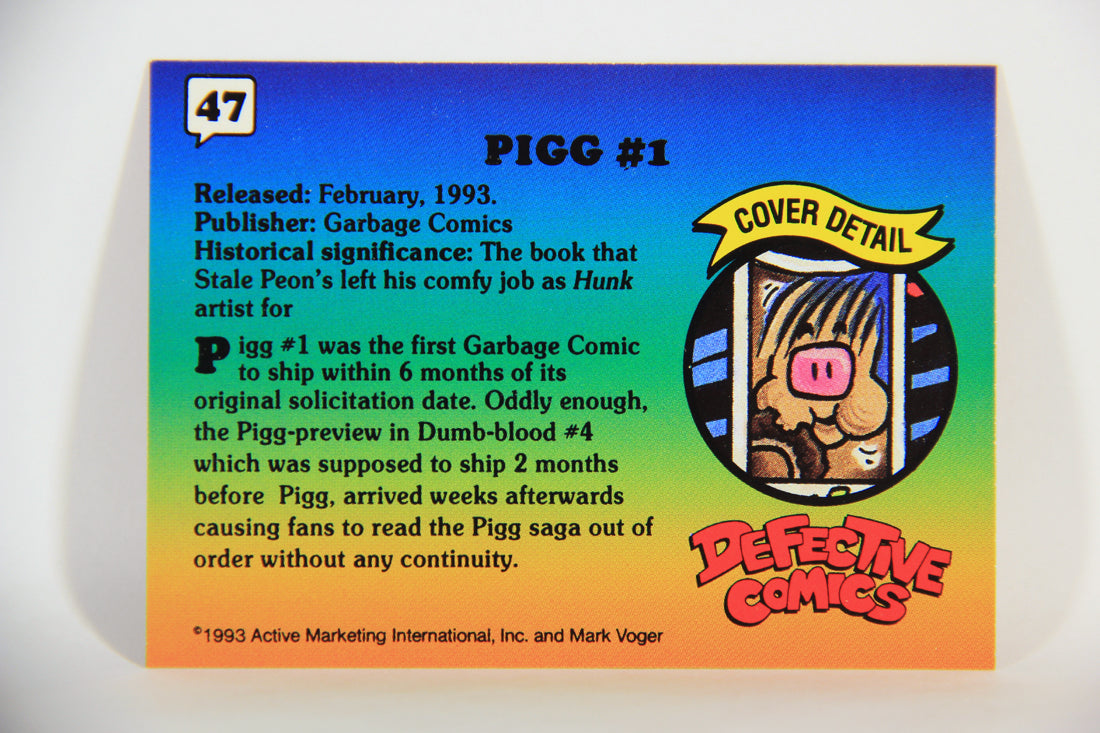 47
PIGG #1
Released: February, 1993.
Publisher: Garbage Comics
Historical significance: The book that
Stale Peon's left his comfy job as Hunk
artist for
Pigg #1 was the first Garbage Comic
to ship within 6 months of its
original solicitation date. Oddly enough,
the Pigg-preview in Dumb-blood #4
which was supposed to ship 2 months
before Pigg, arrived weeks afterwards
causing fans to read the Pigg saga out of
order without any continuity.
©1993 Active Marketing International, Inc. and Mark Voger
COVER DETAIL
DEFECTIVE
COMICS